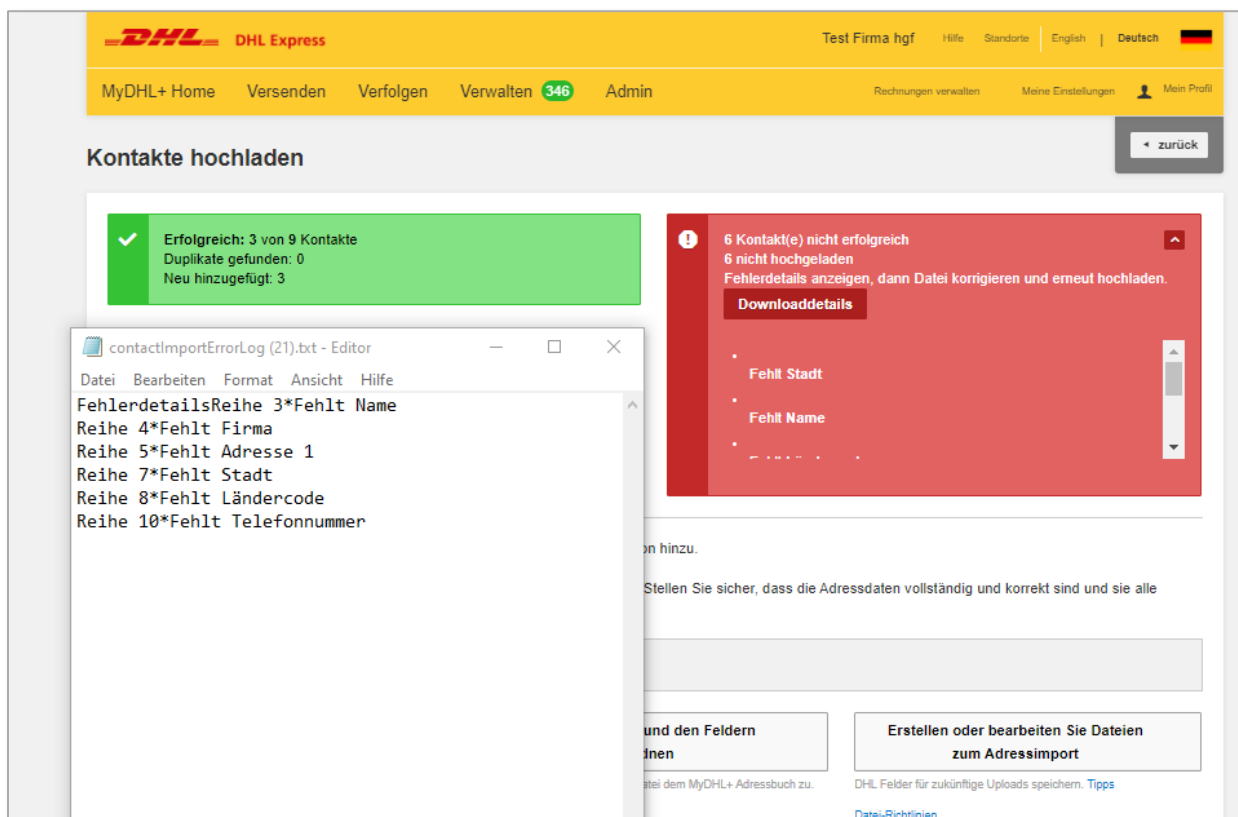 DHL DHL Express
Test Firma hgf Hilfe Standorte English | Deutsch
MyDHL+ Home Versenden Verfolgen Verwalten 346 Admin
Rechnungen verwalten Meine Einstellungen Mein Profil
Kontakte hochladen
zurück
Erfolgreich: 3 von 9 Kontakte
Duplikate gefunden: 0
Neu hinzugefügt: 3
6 Kontakt(e) nicht erfolgreich
6 nicht hochgeladen
Fehlerdetails anzeigen, dann Datei korrigieren und erneut hochladen.
Downloaddetails
Fehlt Stadt
Fehlt Name
contactImportErrorLog (21).txt - Editor
Datei Bearbeiten Format Ansicht Hilfe
FehlerdetailsReihe 3*Fehlt Name
Reihe 4*Fehlt Firma
Reihe 5*Fehlt Adresse 1
Reihe 7*Fehlt Stadt
Reihe 8*Fehlt Ländercode
Reihe 10*Fehlt Telefonnummer
on hinzu.
Stellen Sie sicher, dass die Adressdaten vollständig und korrekt sind und sie alle
und den Feldern
Erstellen oder bearbeiten Sie Dateien
zum Adressimport
dem MyDHL+ Adressbuch zu.
DHL Felder für zukünftige Uploads speichern. Tipps
Datei-Richtlinien